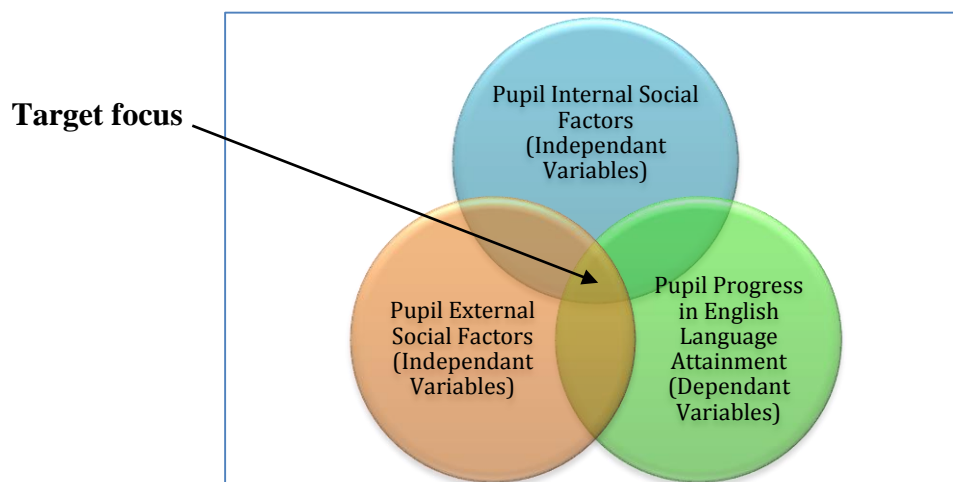 Target focus
Pupil Internal Social
Factors
(Independant
Variables)
Pupil External
Social Factors
(Independant
Variables)
Pupil Progress
in English
Language
Attainment
(Dependant
Variables)